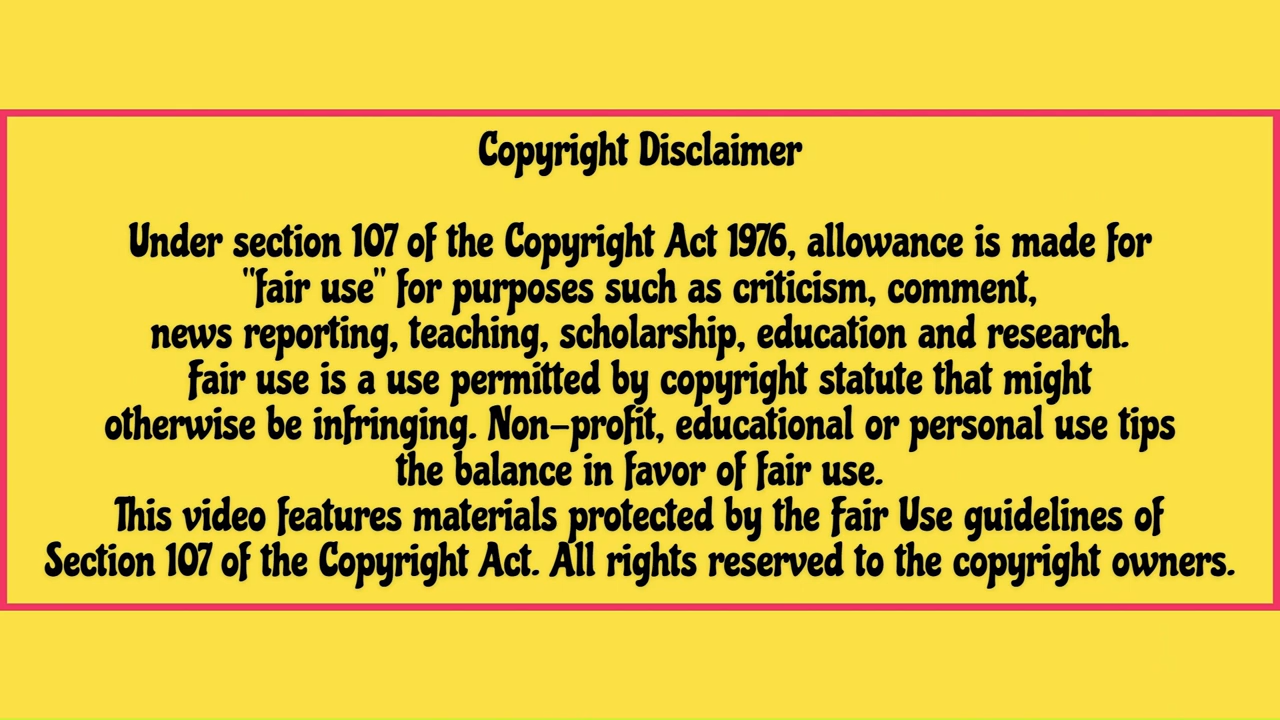 Copyright Disclaimer
Under section 107 of the Copyright Act 1976, allowance is made for
"fair use" for purposes such as criticism, comment,
news reporting, teaching, scholarship, education and research.
Fair use is a use permitted by copyright statute that might
otherwise be infringing. Non-profit, educational or personal use tips
the balance in favor of fair use.
This video features materials protected by the Fair Use guidelines of
Section 107 of the Copyright Act. All rights reserved to the copyright owners.